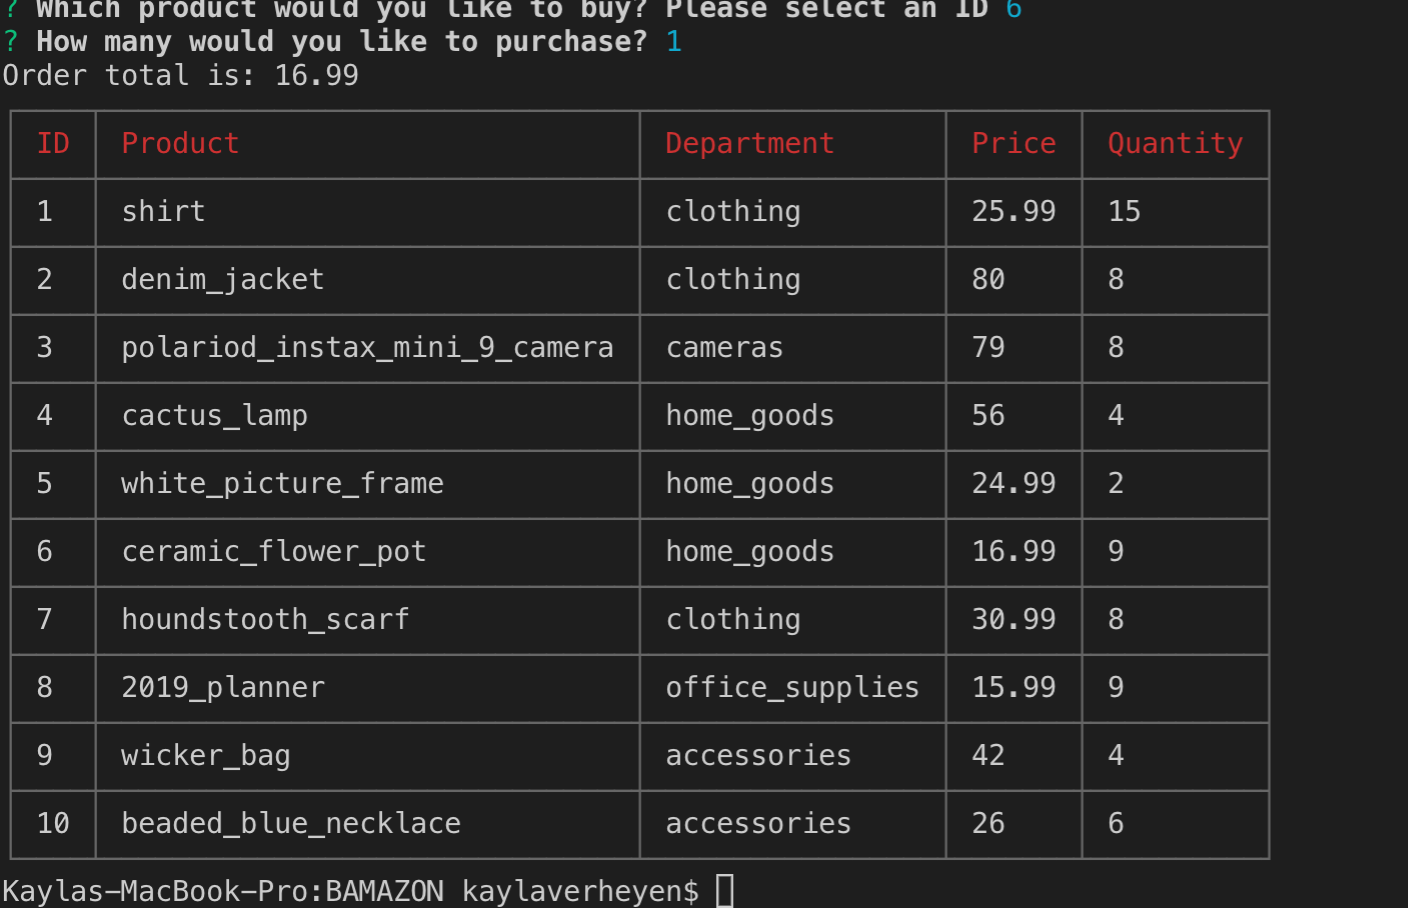 ? Which product would you like to buy? Please select an ID 6
? How many would you like to purchase? 1
Order total is: 16.99
ID Product Department Price Quantity
1 shirt clothing 25.99 15
2 denim_jacket clothing 80 8
3 polariod_instax_mini_9_camera cameras 79 8
4 cactus_lamp home_goods 56 4
5 white_picture_frame home_goods 24.99 2
6 ceramic_flower_pot home_goods 16.99 9
7 houndstooth_scarf clothing 30.99 8
8 2019_planner office_supplies 15.99 9
9 wicker_bag accessories 42 4
10 beaded_blue_necklace accessories 26 6
Kaylas-MacBook-Pro:BAMAZON kaylaverheyen$